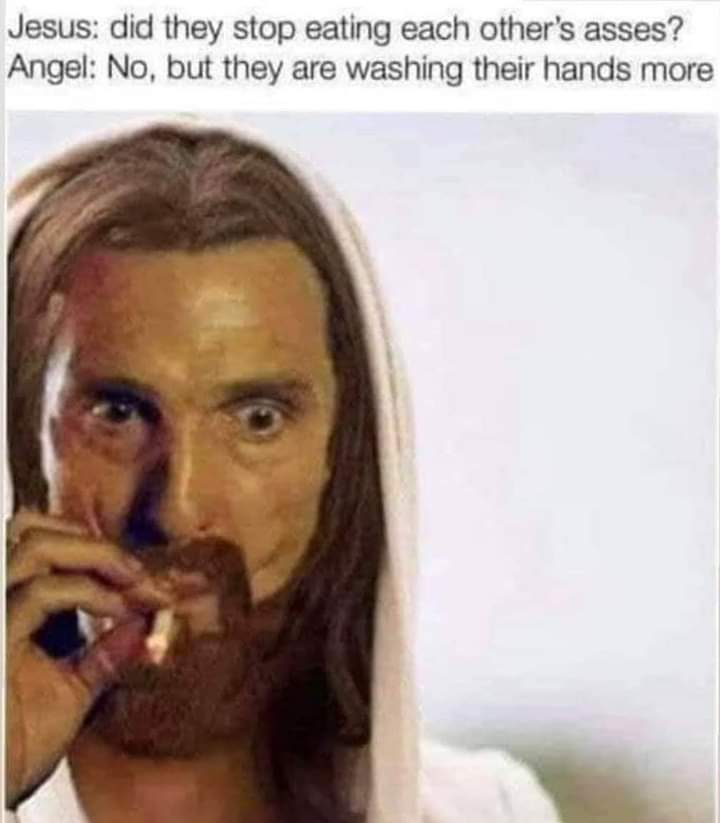 Jesus: did they stop eating each other's asses?
Angel: No, but they are washing their hands more